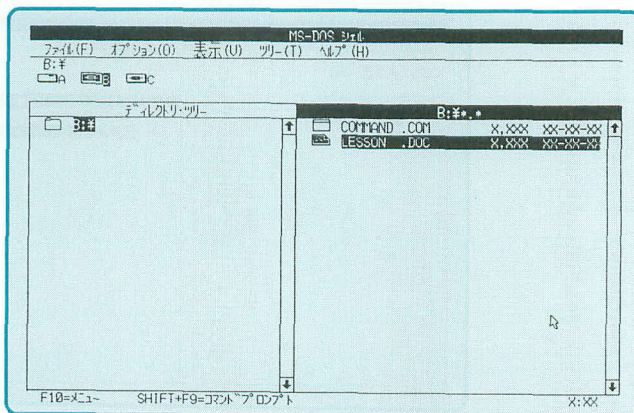 MS-DOS シェル
ファイル(F) オプション(O) 表示(V) ツリー(T) ヘルプ(H)
B:¥
A B C
ディレクトリ・ツリー
B:¥*.*
B:¥
COMMAND .COM X,XXX XX-XX-XX
LESSON .DOC X,XXX XX-XX-XX
F10=メニュー SHIFT+F9=コマンドプロンプト X:XX